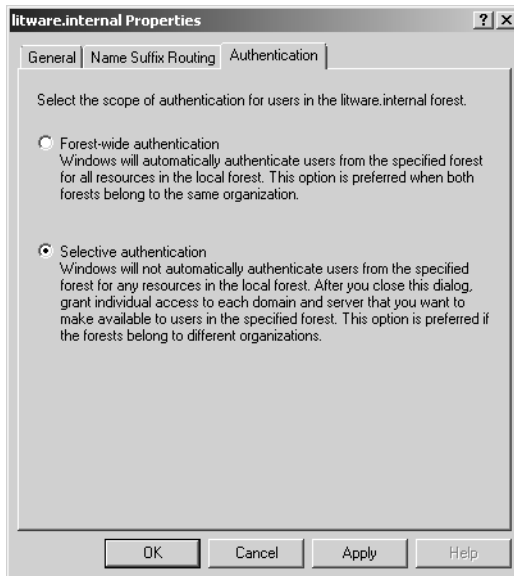 litware.internal Properties
General
Name Suffix Routing
Authentication
Select the scope of authentication for users in the litware.internal forest.
Forest-wide authentication
Windows will automatically authenticate users from the specified forest
for all resources in the local forest. This option is preferred when both
forests belong to the same organization.
Selective authentication
Windows will not automatically authenticate users from the specified
forest for any resources in the local forest. After you close this dialog,
grant individual access to each domain and server that you want to
make available to users in the specified forest. This option is preferred if
the forests belong to different organizations.
OK
Cancel
Apply
Help